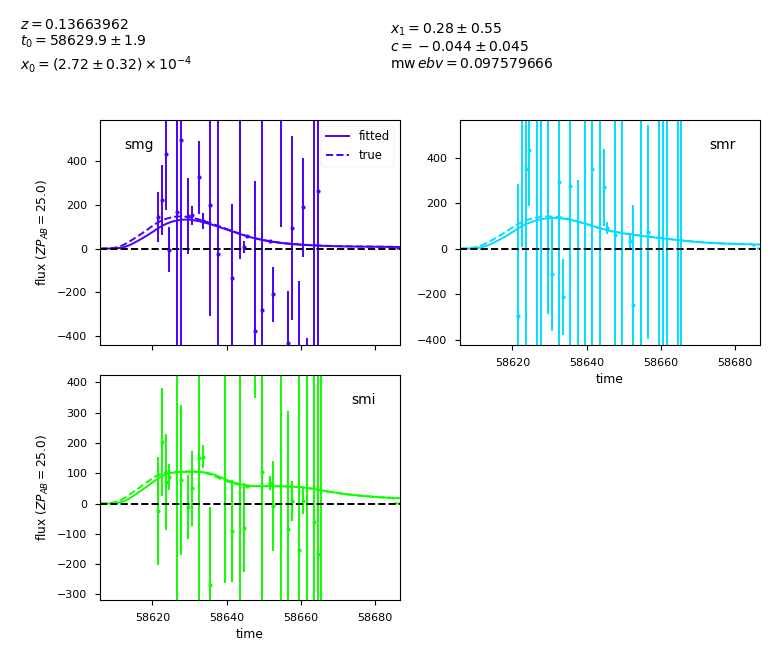 z = 0.13663962
t₀ = 58629.9 ± 1.9
x₀ = (2.72 ± 0.32) × 10⁻⁴
x₁ = 0.28 ± 0.55
c = −0.044 ± 0.045
mw ebv = 0.097579666
smg
fitted
true
flux (ZP_AB = 25.0)
400
200
0
−200
−400
smr
400
200
0
−200
−400
58620
58640
58660
58680
time
smi
flux (ZP_AB = 25.0)
400
300
200
100
0
−100
−200
−300
58620
58640
58660
58680
time